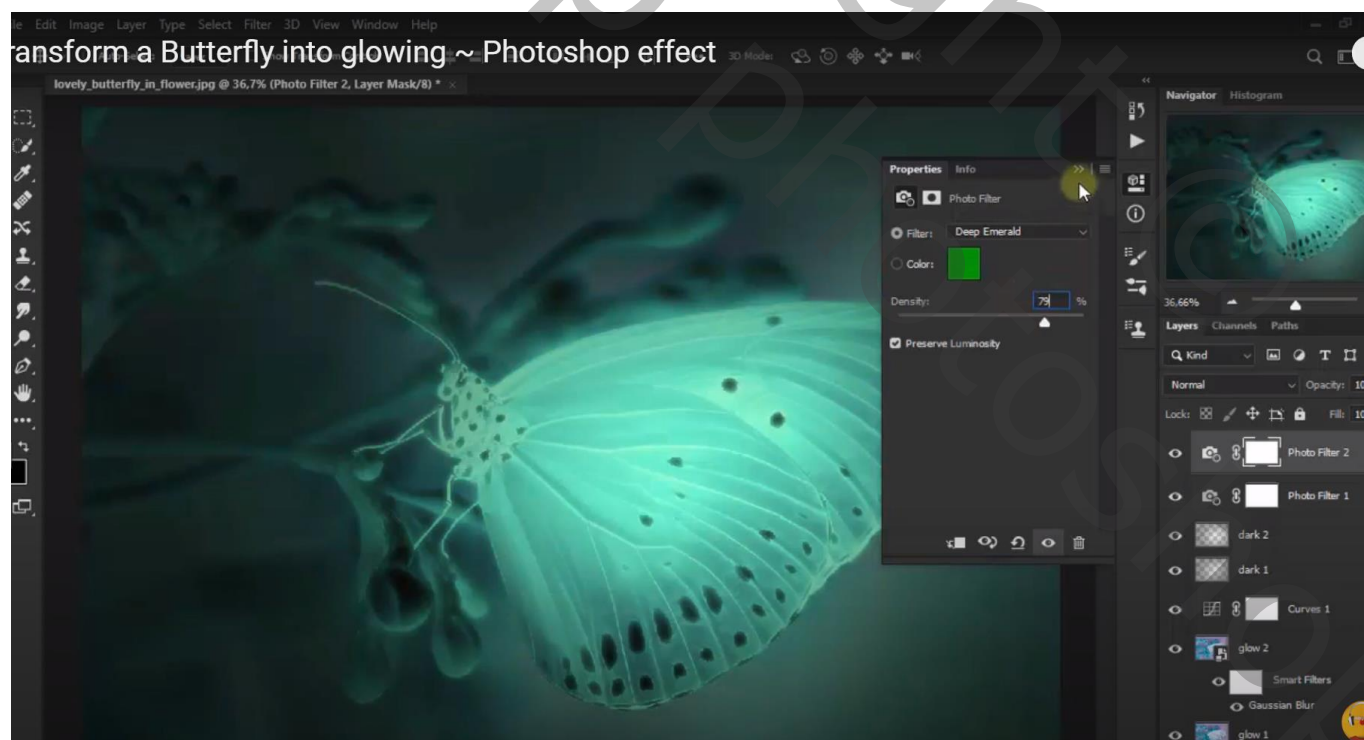 le Edit Image Layer Type Select Filter 3D View Window Help
ransform a Butterfly into glowing ~ Photoshop effect
3D Mode:
lovely_butterfly_in_flower.jpg @ 36,7% (Photo Filter 2, Layer Mask/8) * ×
Navigator Histogram
Properties Info
Photo Filter
Filter: Deep Emerald
Color:
Density: 79 %
Preserve Luminosity
36,66%
Layers Channels Paths
Kind
Normal Opacity: 10
Lock: Fill: 10
Photo Filter 2
Photo Filter 1
dark 2
dark 1
Curves 1
glow 2
Smart Filters
Gaussian Blur
glow 1